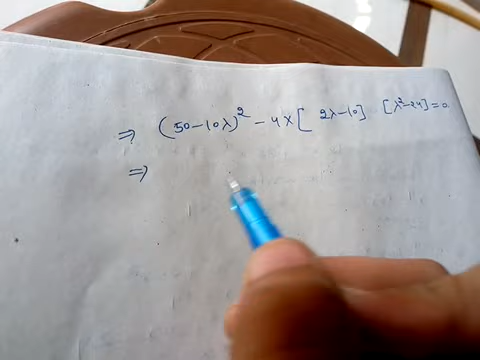 ⇒ (50-10λ)² - 4 × [ 2λ-10] [λ²-24] = 0
⇒